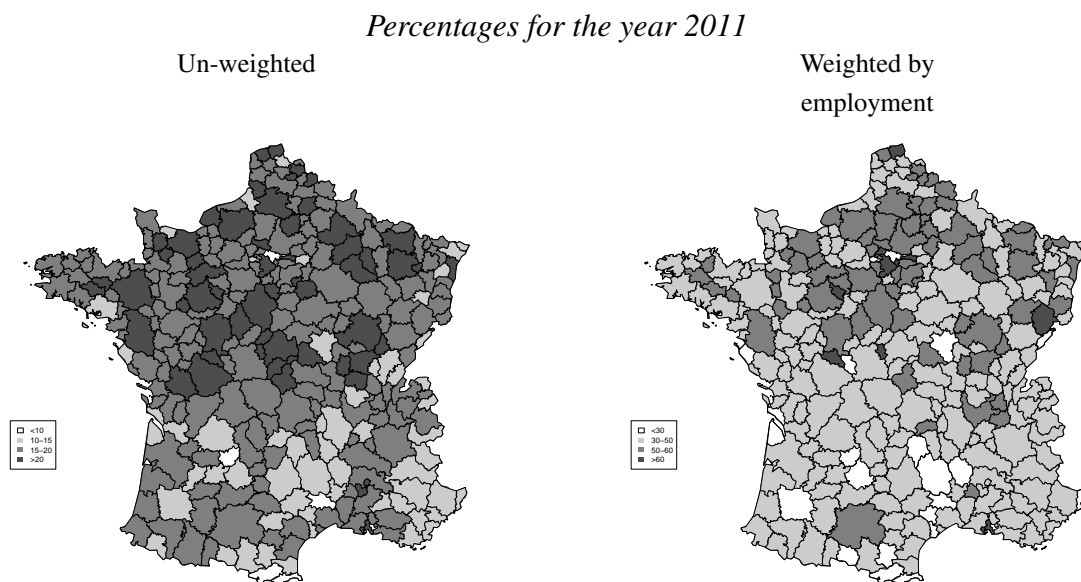 Percentages for the year 2011
Un-weighted
Weighted by
employment
<10
10–15
15–20
>20
<30
30–50
50–60
>60